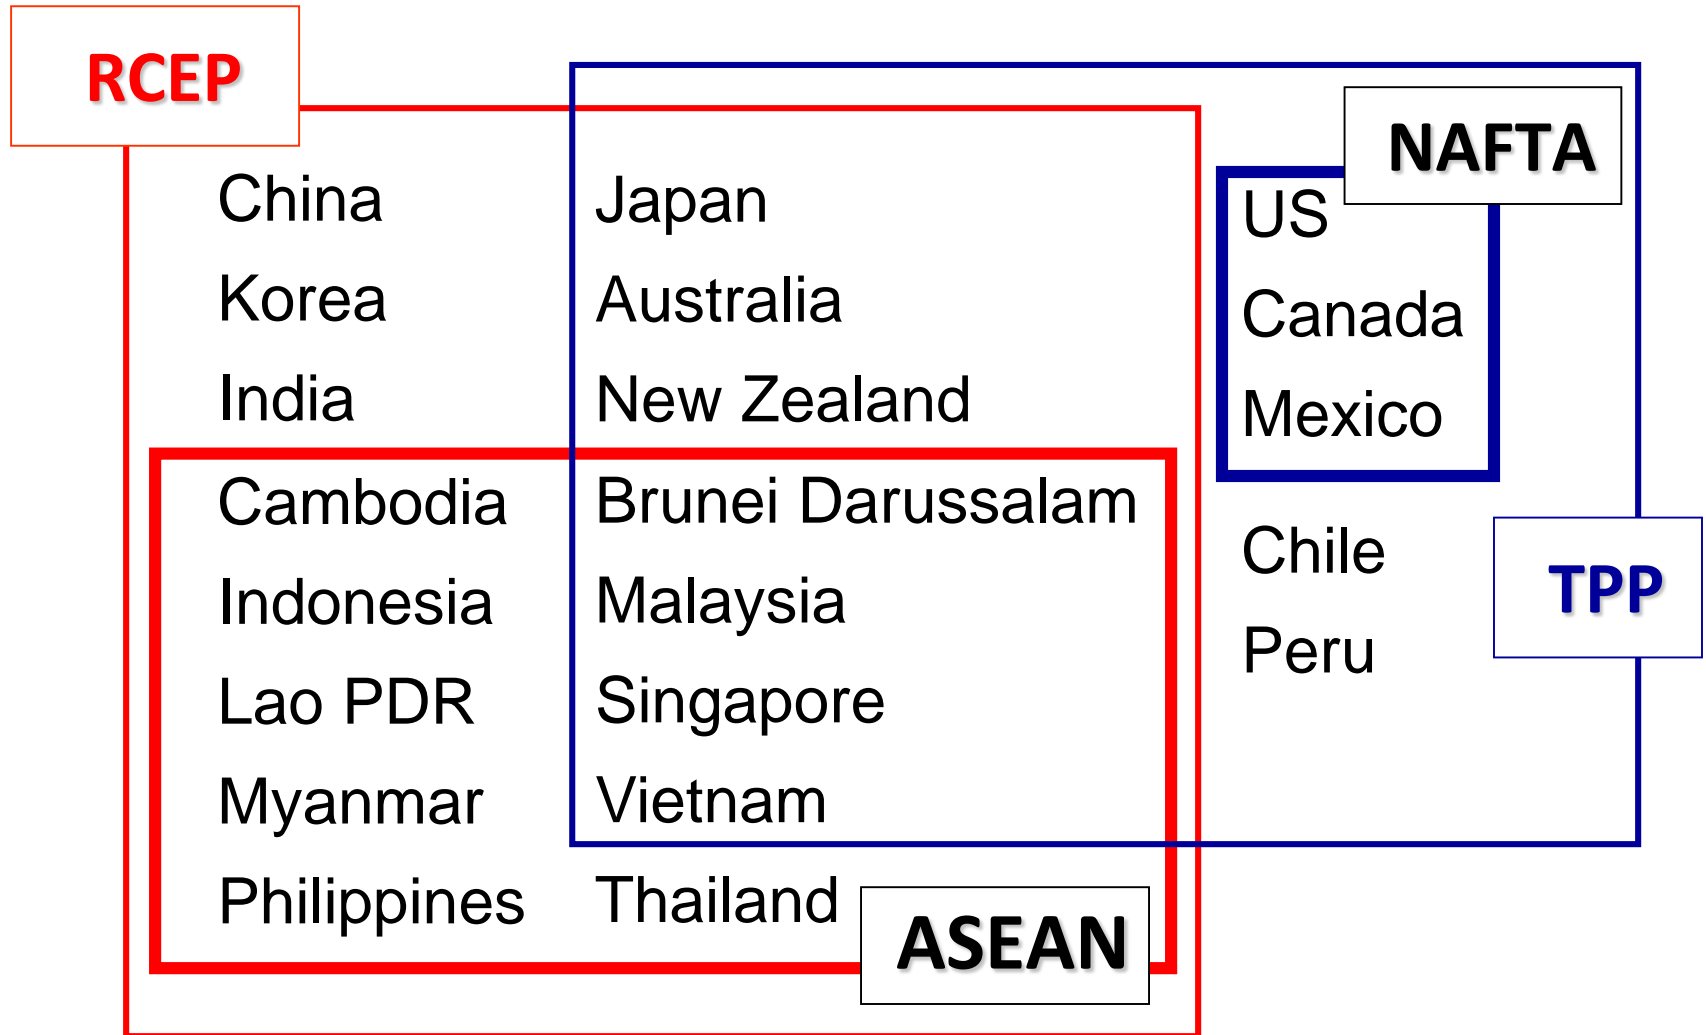 RCEP
NAFTA
China Japan US
Korea Australia Canada
India New Zealand Mexico
Cambodia Brunei Darussalam Chile
Indonesia Malaysia TPP
Lao PDR Singapore Peru
Myanmar Vietnam
Philippines Thailand
ASEAN